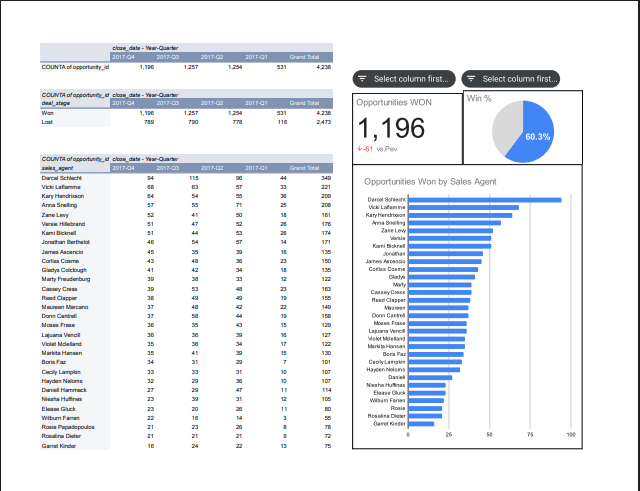 close_date - Year-Quarter
2017-Q4 2017-Q3 2017-Q2 2017-Q1 Grand Total
COUNTA of opportunity_id 1,196 1,257 1,254 531 4,238
COUNTA of opportunity_id close_date - Year-Quarter
deal_stage 2017-Q4 2017-Q3 2017-Q2 2017-Q1 Grand Total
Won 1,196 1,257 1,254 531 4,238
Lost 789 790 778 116 2,473
COUNTA of opportunity_id close_date - Year-Quarter
sales_agent 2017-Q4 2017-Q3 2017-Q2 2017-Q1 Grand Total
Darcel Schlecht 94 115 96 44 349
Vicki Laflamme 68 63 57 33 221
Kary Hendrixson 64 54 55 36 209
Anna Snelling 57 55 71 25 208
Zane Levy 52 41 50 18 161
Versie Hillebrand 51 47 52 26 176
Kami Bicknell 51 44 53 26 174
Jonathan Berthelot 46 54 57 14 171
James Ascencio 45 35 39 16 135
Corliss Cosme 43 48 36 23 150
Gladys Colclough 41 42 34 18 135
Marty Freudenburg 39 38 33 12 122
Cassey Cress 39 53 48 23 163
Reed Clapper 38 49 49 19 155
Maureen Marcano 37 48 42 22 149
Donn Cantrell 37 58 44 19 158
Moses Frase 36 35 43 15 129
Lajuana Vencill 36 36 39 16 127
Violet Mclelland 35 36 34 17 122
Markita Hansen 35 41 39 15 130
Boris Faz 34 31 29 7 101
Cecily Lampkin 33 33 31 10 107
Hayden Neloms 32 29 36 10 107
Daniell Hammack 27 29 47 11 114
Niesha Huffines 23 39 31 12 105
Elease Gluck 23 20 26 11 80
Wilburn Farren 22 16 14 3 55
Rosie Papadopoulos 21 23 26 8 78
Rosalina Dieter 21 21 21 9 72
Garret Kinder 16 24 22 13 75
Select column first... Select column first...
Opportunities WON
1,196
-61 vs.Pev
Win %
60.3%
Opportunities Won by Sales Agent
Darcel Schlecht
Vicki Laflamme
Kary Hendrixson
Anna Snelling
Zane Levy
Versie
Kami Bicknell
Jonathan
James Ascencio
Corliss Cosme
Gladys
Marty
Cassey Cress
Reed Clapper
Maureen
Donn Cantrell
Moses Frase
Lajuana Vencill
Violet Mclelland
Markita Hansen
Boris Faz
Cecily Lampkin
Hayden Neloms
Daniell
Niesha Huffines
Elease Gluck
Wilburn Farren
Rosie
Rosalina Dieter
Garret Kinder
0 25 50 75 100